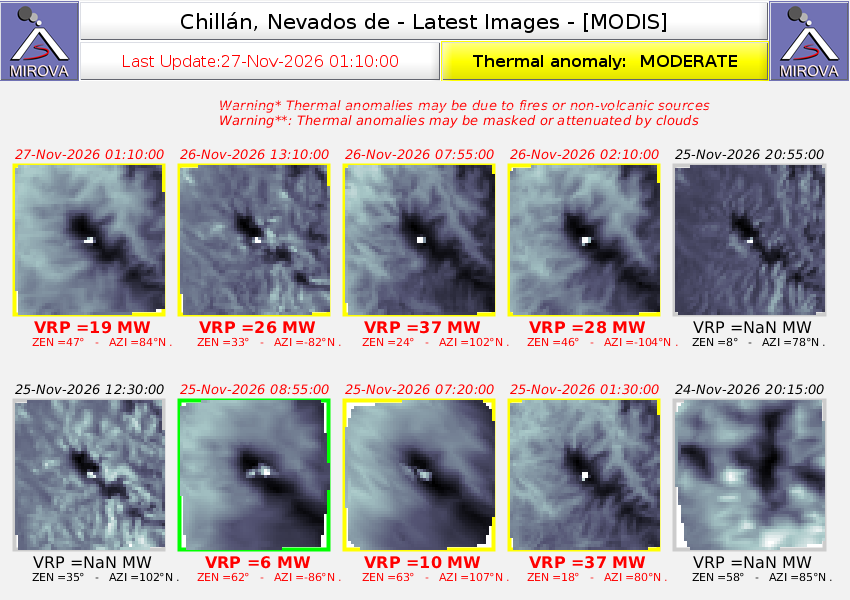 Chillán, Nevados de - Latest Images - [MODIS]
MIROVA
Last Update:27-Nov-2026 01:10:00
Thermal anomaly: MODERATE
MIROVA
Warning* Thermal anomalies may be due to fires or non-volcanic sources
Warning**: Thermal anomalies may be masked or attenuated by clouds
27-Nov-2026 01:10:00 26-Nov-2026 13:10:00 26-Nov-2026 07:55:00 26-Nov-2026 02:10:00 25-Nov-2026 20:55:00
VRP =19 MW VRP =26 MW VRP =37 MW VRP =28 MW VRP =NaN MW
ZEN =47° - AZI =84°N . ZEN =33° - AZI =-82°N . ZEN =24° - AZI =102°N . ZEN =46° - AZI =-104°N . ZEN =8° - AZI =78°N .
25-Nov-2026 12:30:00 25-Nov-2026 08:55:00 25-Nov-2026 07:20:00 25-Nov-2026 01:30:00 24-Nov-2026 20:15:00
VRP =NaN MW VRP =6 MW VRP =10 MW VRP =37 MW VRP =NaN MW
ZEN =35° - AZI =102°N . ZEN =62° - AZI =-86°N . ZEN =63° - AZI =107°N . ZEN =18° - AZI =80°N . ZEN =58° - AZI =85°N .